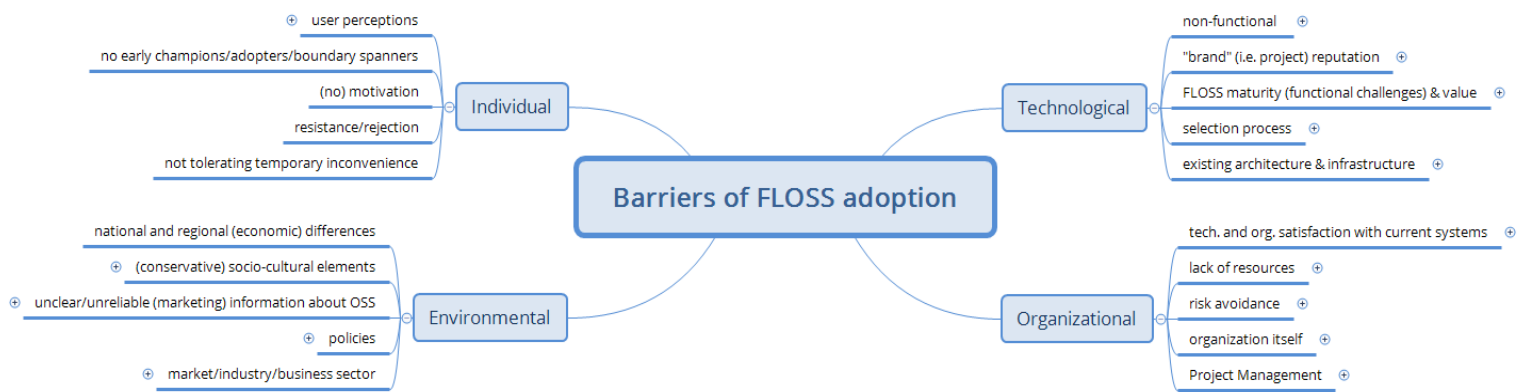 Barriers of FLOSS adoption
Individual
user perceptions
no early champions/adopters/boundary spanners
(no) motivation
resistance/rejection
not tolerating temporary inconvenience
Environmental
national and regional (economic) differences
(conservative) socio-cultural elements
unclear/unreliable (marketing) information about OSS
policies
market/industry/business sector
Technological
non-functional
"brand" (i.e. project) reputation
FLOSS maturity (functional challenges) & value
selection process
existing architecture & infrastructure
Organizational
tech. and org. satisfaction with current systems
lack of resources
risk avoidance
organization itself
Project Management